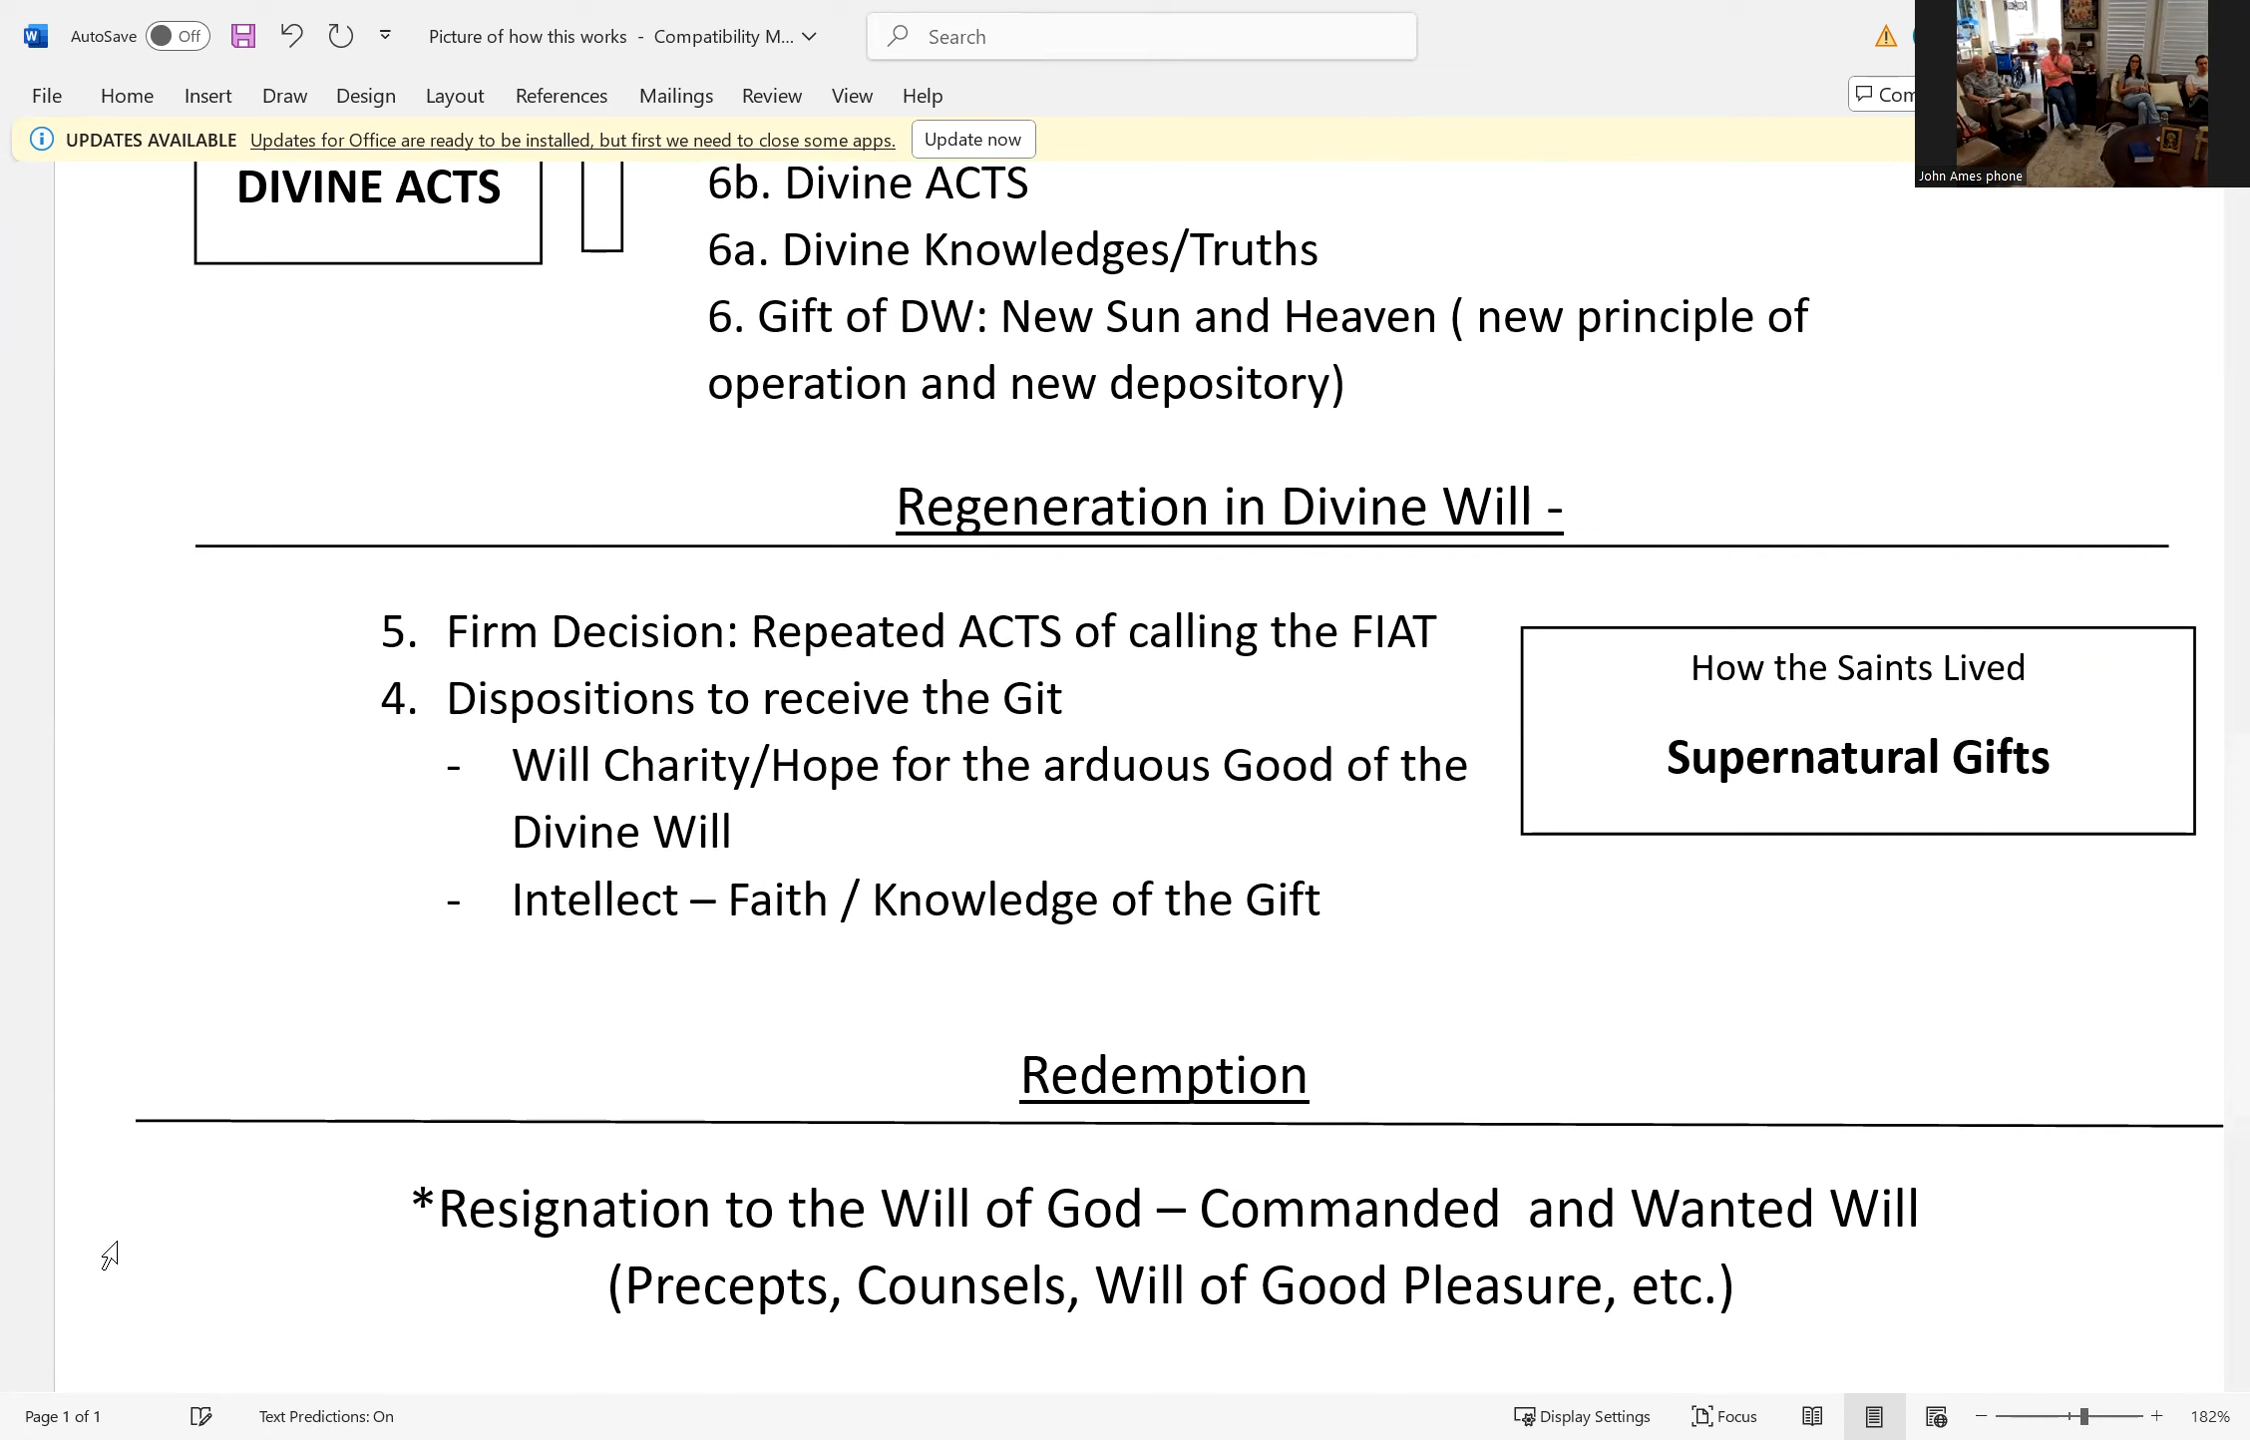 AutoSave Off Picture of how this works - Compatibility M... Search
File Home Insert Draw Design Layout References Mailings Review View Help Com
UPDATES AVAILABLE Updates for Office are ready to be installed, but first we need to close some apps. Update now
John Ames phone
DIVINE ACTS
6b. Divine ACTS
6a. Divine Knowledges/Truths
6. Gift of DW: New Sun and Heaven ( new principle of
operation and new depository)
Regeneration in Divine Will -
5. Firm Decision: Repeated ACTS of calling the FIAT
4. Dispositions to receive the Git
- Will Charity/Hope for the arduous Good of the
Divine Will
- Intellect – Faith / Knowledge of the Gift
How the Saints Lived
Supernatural Gifts
Redemption
*Resignation to the Will of God – Commanded  and Wanted Will
(Precepts, Counsels, Will of Good Pleasure, etc.)
Page 1 of 1 Text Predictions: On Display Settings Focus 182%